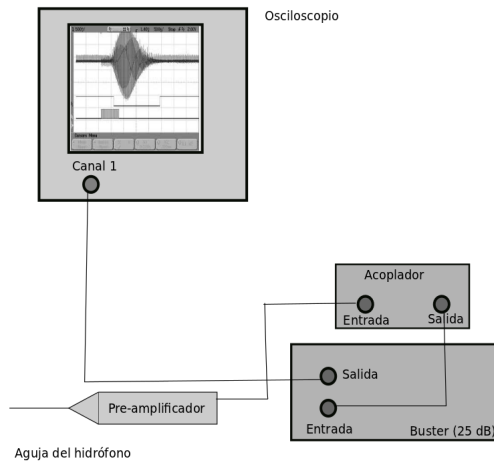 Osciloscopio
Canal 1
Acoplador
Entrada
Salida
Salida
Entrada
Buster (25 dB)
Pre-amplificador
Aguja del hidrófono